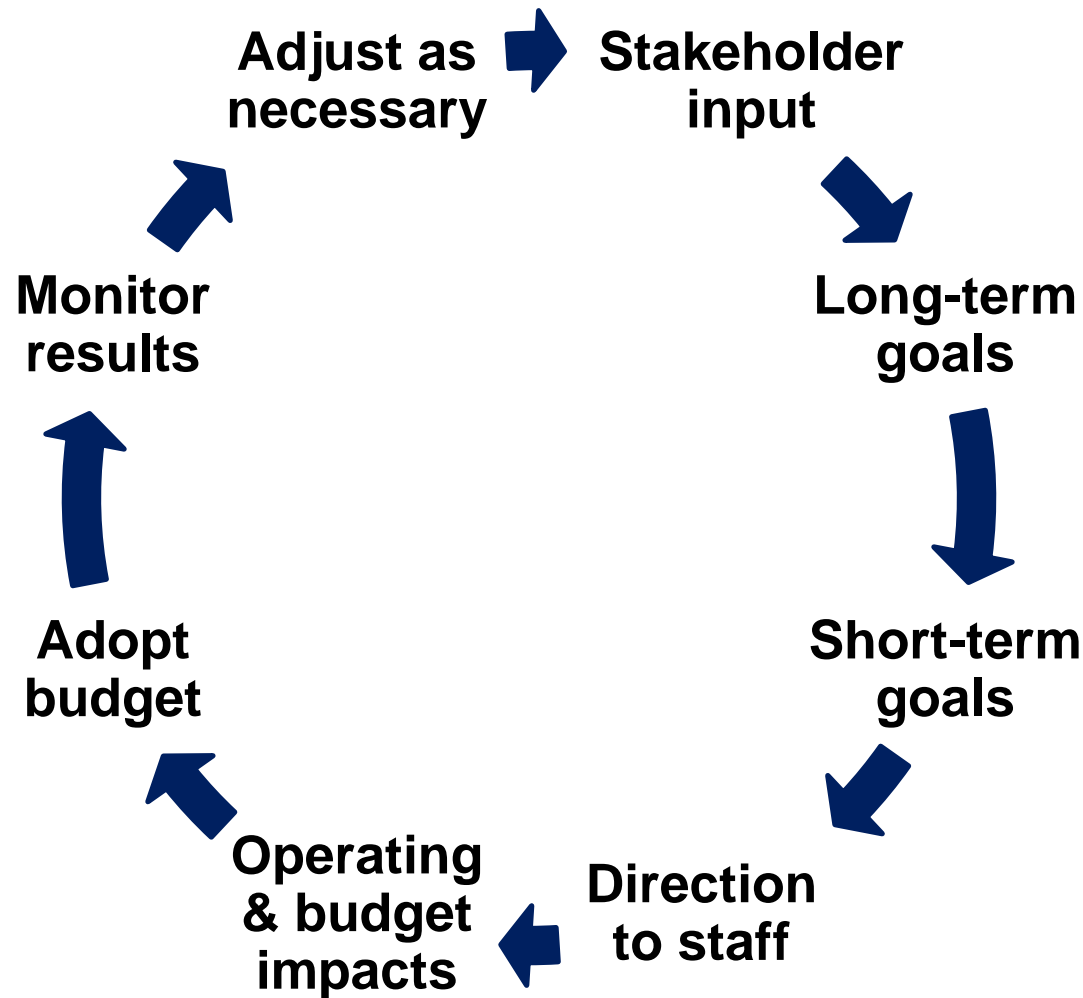 Adjust as
necessary
Stakeholder
input
Long-term
goals
Short-term
goals
Direction
to staff
Operating
& budget
impacts
Adopt
budget
Monitor
results